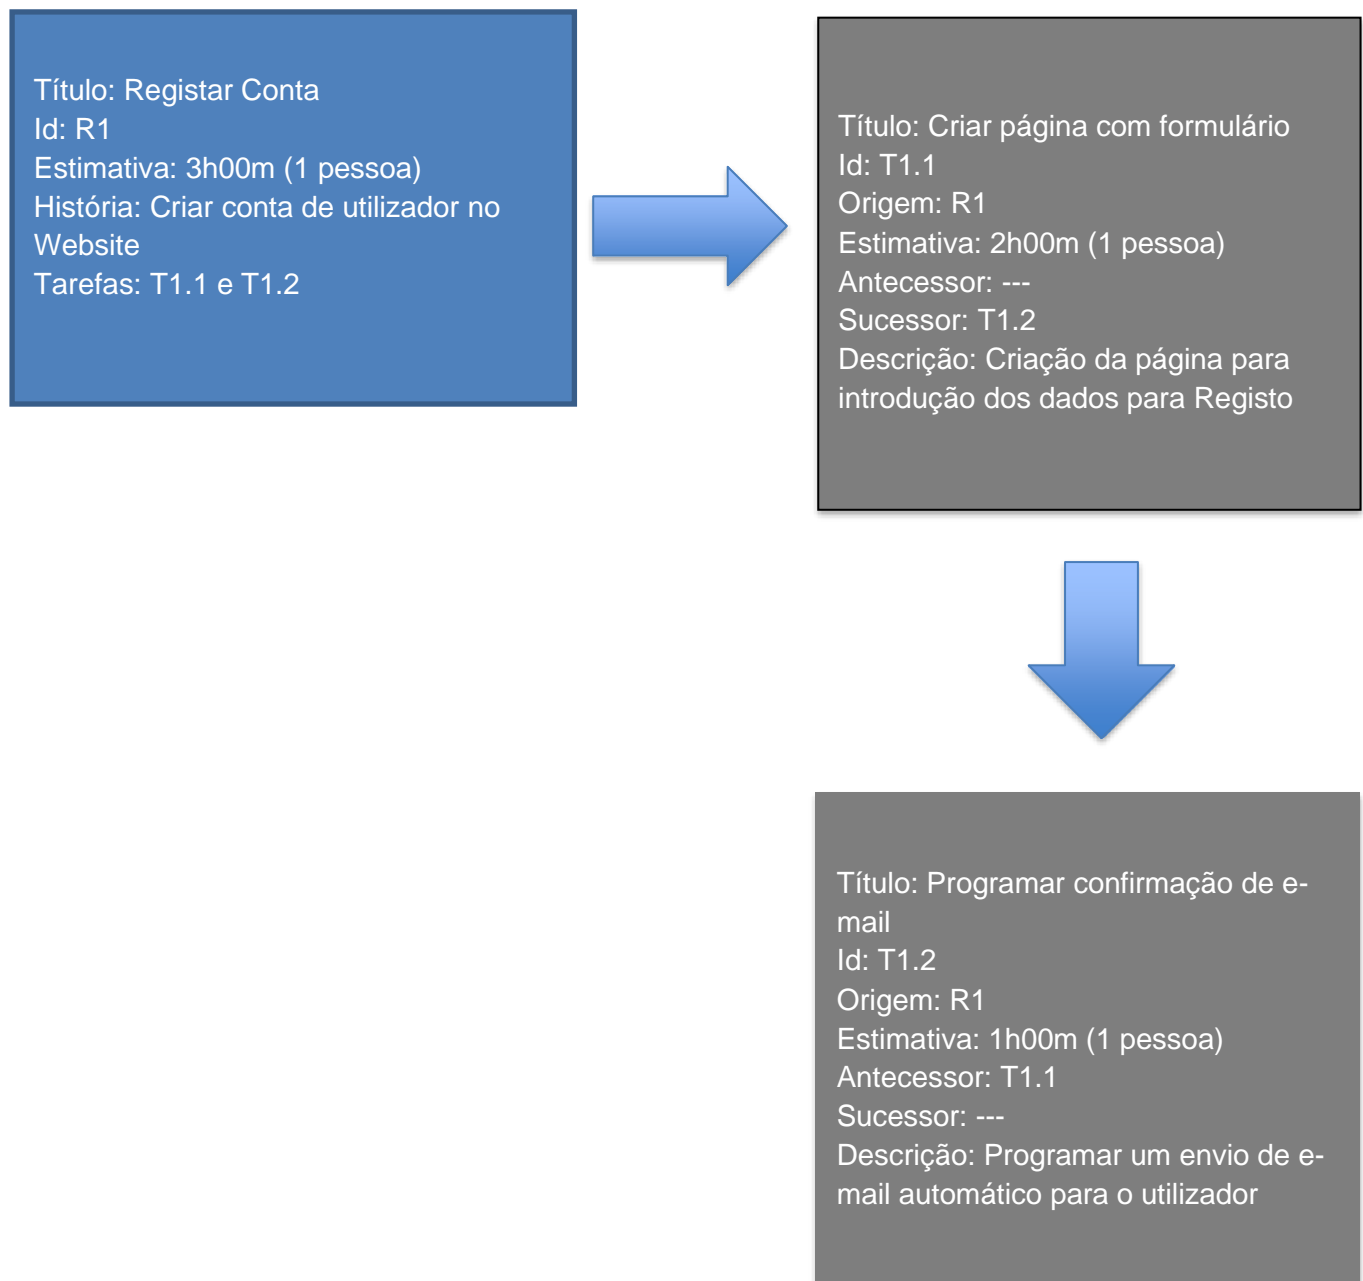 Título: Registar Conta
Id: R1
Estimativa: 3h00m (1 pessoa)
História: Criar conta de utilizador no
Website
Tarefas: T1.1 e T1.2
Título: Criar página com formulário
Id: T1.1
Origem: R1
Estimativa: 2h00m (1 pessoa)
Antecessor: ---
Sucessor: T1.2
Descrição: Criação da página para
introdução dos dados para Registo
Título: Programar confirmação de e-
mail
Id: T1.2
Origem: R1
Estimativa: 1h00m (1 pessoa)
Antecessor: T1.1
Sucessor: ---
Descrição: Programar um envio de e-
mail automático para o utilizador